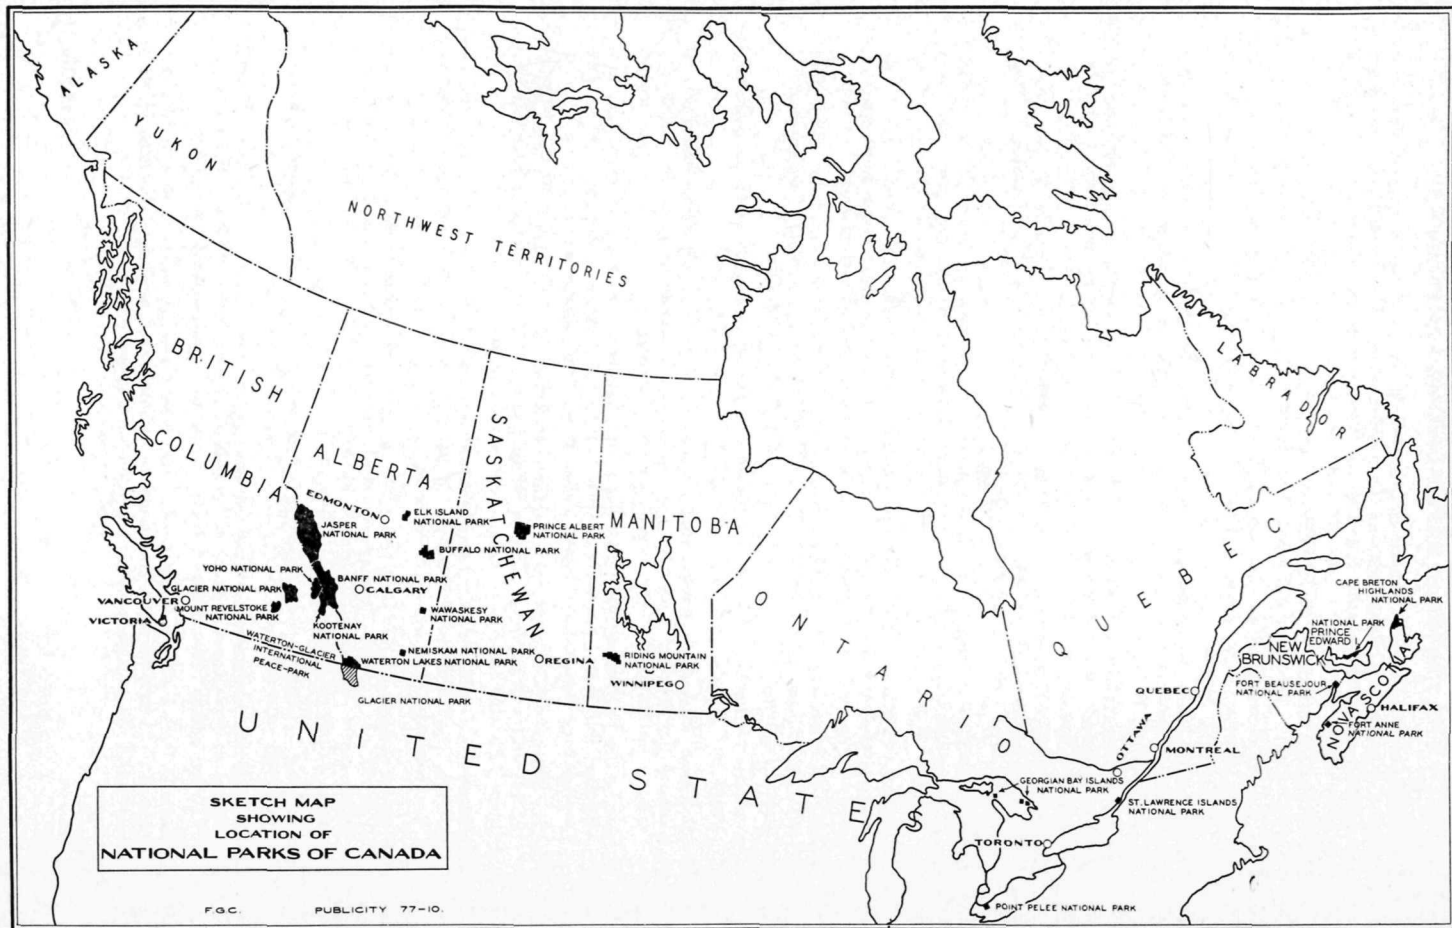 ALASKA
YUKON
NORTHWEST TERRITORIES
BRITISH
COLUMBIA
ALBERTA
SASKATCHEWAN
MANITOBA
ONTARIO
QUEBEC
LABRADOR
EDMONTON
ELK ISLAND
NATIONAL PARK
JASPER
NATIONAL PARK
PRINCE ALBERT
NATIONAL PARK
BUFFALO NATIONAL PARK
YOHO NATIONAL PARK
BANFF NATIONAL PARK
GLACIER NATIONAL PARK
CALGARY
VANCOUVER
MOUNT REVELSTOKE
NATIONAL PARK
WAWASKESY
NATIONAL PARK
VICTORIA
KOOTENAY
NATIONAL PARK
WATERTON-GLACIER
INTERNATIONAL
PEACE-PARK
NEMISKAM NATIONAL PARK
WATERTON LAKES NATIONAL PARK
REGINA
RIDING MOUNTAIN
NATIONAL PARK
WINNIPEG
GLACIER NATIONAL PARK
UNITED STATES
CAPE BRETON
HIGHLANDS
NATIONAL PARK
NATIONAL PARK
PRINCE
EDWARD I.
NEW
BRUNSWICK
FORT BEAUSEJOUR
NATIONAL PARK
NOVA SCOTIA
HALIFAX
FORT ANNE
NATIONAL PARK
QUEBEC
OTTAWA
MONTREAL
GEORGIAN BAY ISLANDS
NATIONAL PARK
ST. LAWRENCE ISLANDS
NATIONAL PARK
TORONTO
POINT PELEE NATIONAL PARK
SKETCH MAP
SHOWING
LOCATION OF
NATIONAL PARKS OF CANADA
F.G.C. PUBLICITY 77-10.